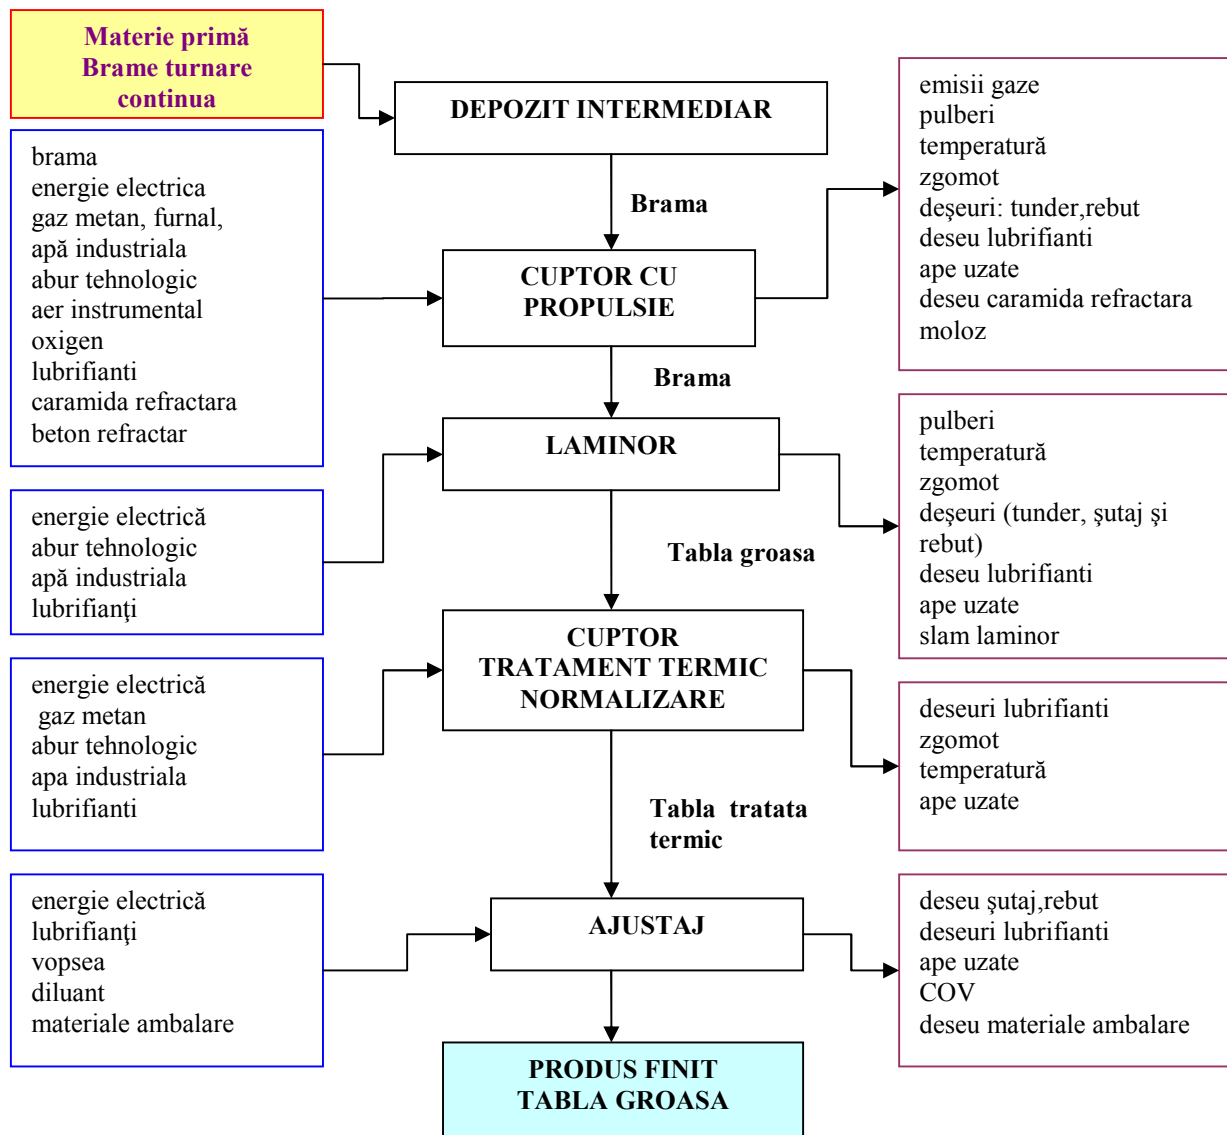 Materie primă
Brame turnare
continua
DEPOZIT INTERMEDIAR
brama
energie electrica
gaz metan, furnal,
apă industriala
abur tehnologic
aer instrumental
oxigen
lubrifianti
caramida refractara
beton refractar
Brama
CUPTOR CU
PROPULSIE
emisii gaze
pulberi
temperatură
zgomot
deşeuri: tunder,rebut
deseu lubrifianti
ape uzate
deseu caramida refractara
moloz
Brama
energie electrică
abur tehnologic
apă industriala
lubrifianţi
LAMINOR
pulberi
temperatură
zgomot
deşeuri (tunder, şutaj şi
rebut)
deseu lubrifianti
ape uzate
slam laminor
Tabla groasa
energie electrică
gaz metan
abur tehnologic
apa industriala
lubrifianti
CUPTOR
TRATAMENT TERMIC
NORMALIZARE
deseuri lubrifianti
zgomot
temperatură
ape uzate
Tabla tratata
termic
energie electrică
lubrifianţi
vopsea
diluant
materiale ambalare
AJUSTAJ
deseu şutaj,rebut
deseuri lubrifianti
ape uzate
COV
deseu materiale ambalare
PRODUS FINIT
TABLA GROASA